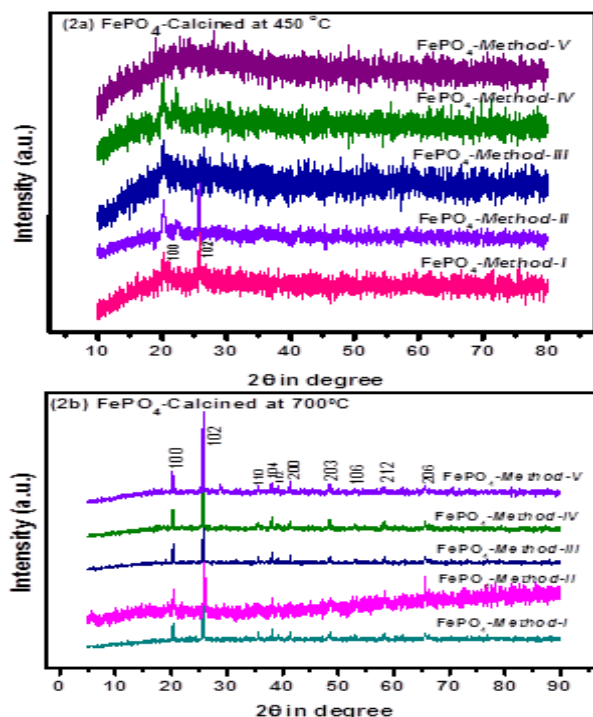 (2a) FePO4-Calcined at 450 °C
FePO4-Method-V
FePO4-Method-IV
FePO4-Method-III
FePO4-Method-II
FePO4-Method-I
100
102
Intensity (a.u.)
10 20 30 40 50 60 70 80
2θ in degree
(2b) FePO4-Calcined at 700°C
100
102
110
104
200
203
106
212
206
FePO4-Method-V
FePO4-Method-IV
FePO4-Method-III
FePO4-Method-II
FePO4-Method-I
Intensity (a.u.)
0 10 20 30 40 50 60 70 80 90
2θ in degree